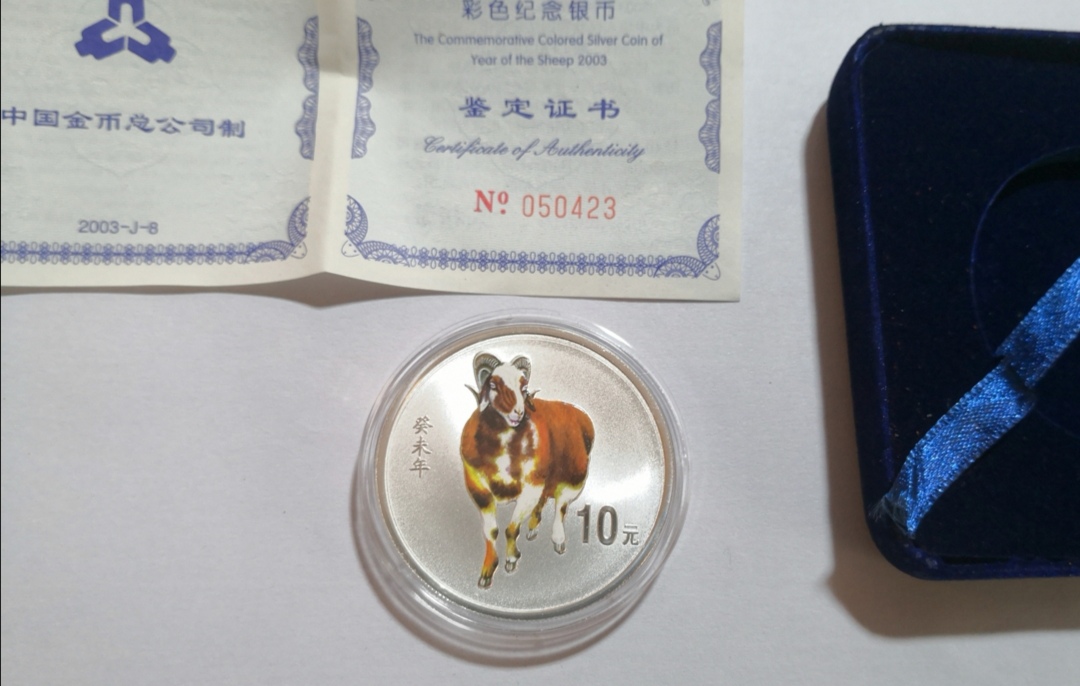 中国金币总公司制
2003-J-8
彩色纪念银币
The Commemorative Colored Silver Coin of
Year of the Sheep 2003
鉴定证书
Certificate of Authenticity
Nº 050423
癸未年
10元